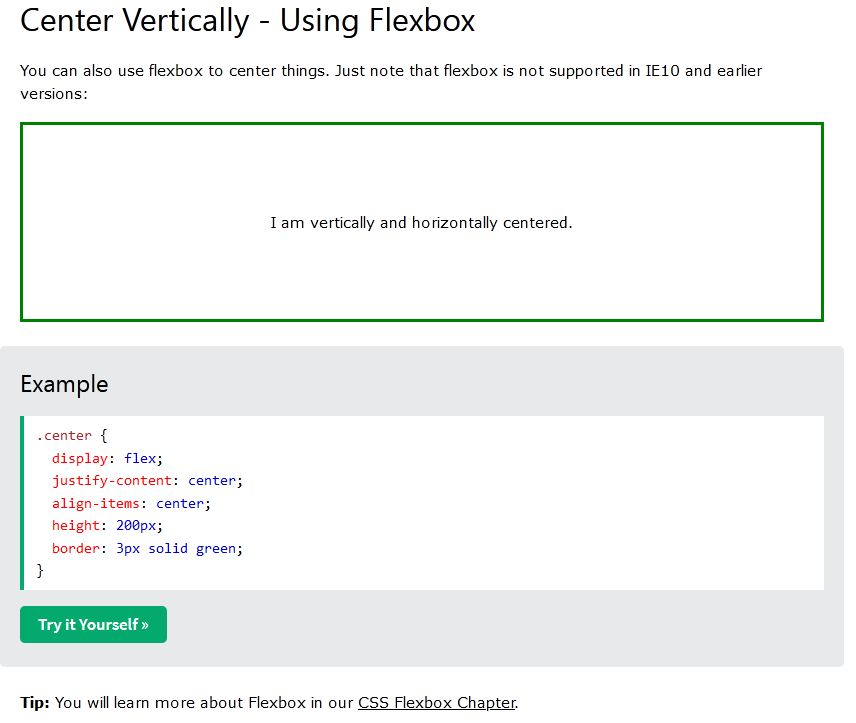 Center Vertically - Using Flexbox
You can also use flexbox to center things. Just note that flexbox is not supported in IE10 and earlier
versions:
I am vertically and horizontally centered.
Example
.center {
  display: flex;
  justify-content: center;
  align-items: center;
  height: 200px;
  border: 3px solid green;
}
Try it Yourself »
Tip: You will learn more about Flexbox in our CSS Flexbox Chapter.